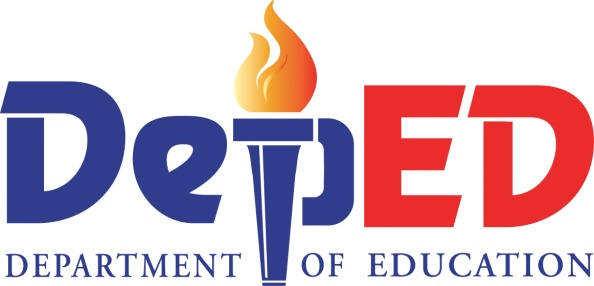 DepED
DEPARTMENT OF EDUCATION